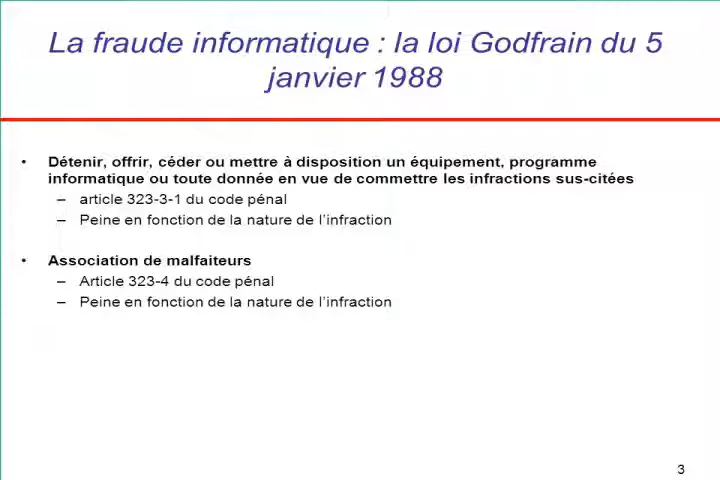 La fraude informatique : la loi Godfrain du 5
janvier 1988
• Détenir, offrir, céder ou mettre à disposition un équipement, programme
informatique ou toute donnée en vue de commettre les infractions sus-citées
– article 323-3-1 du code pénal
– Peine en fonction de la nature de l'infraction
• Association de malfaiteurs
– Article 323-4 du code pénal
– Peine en fonction de la nature de l'infraction
3